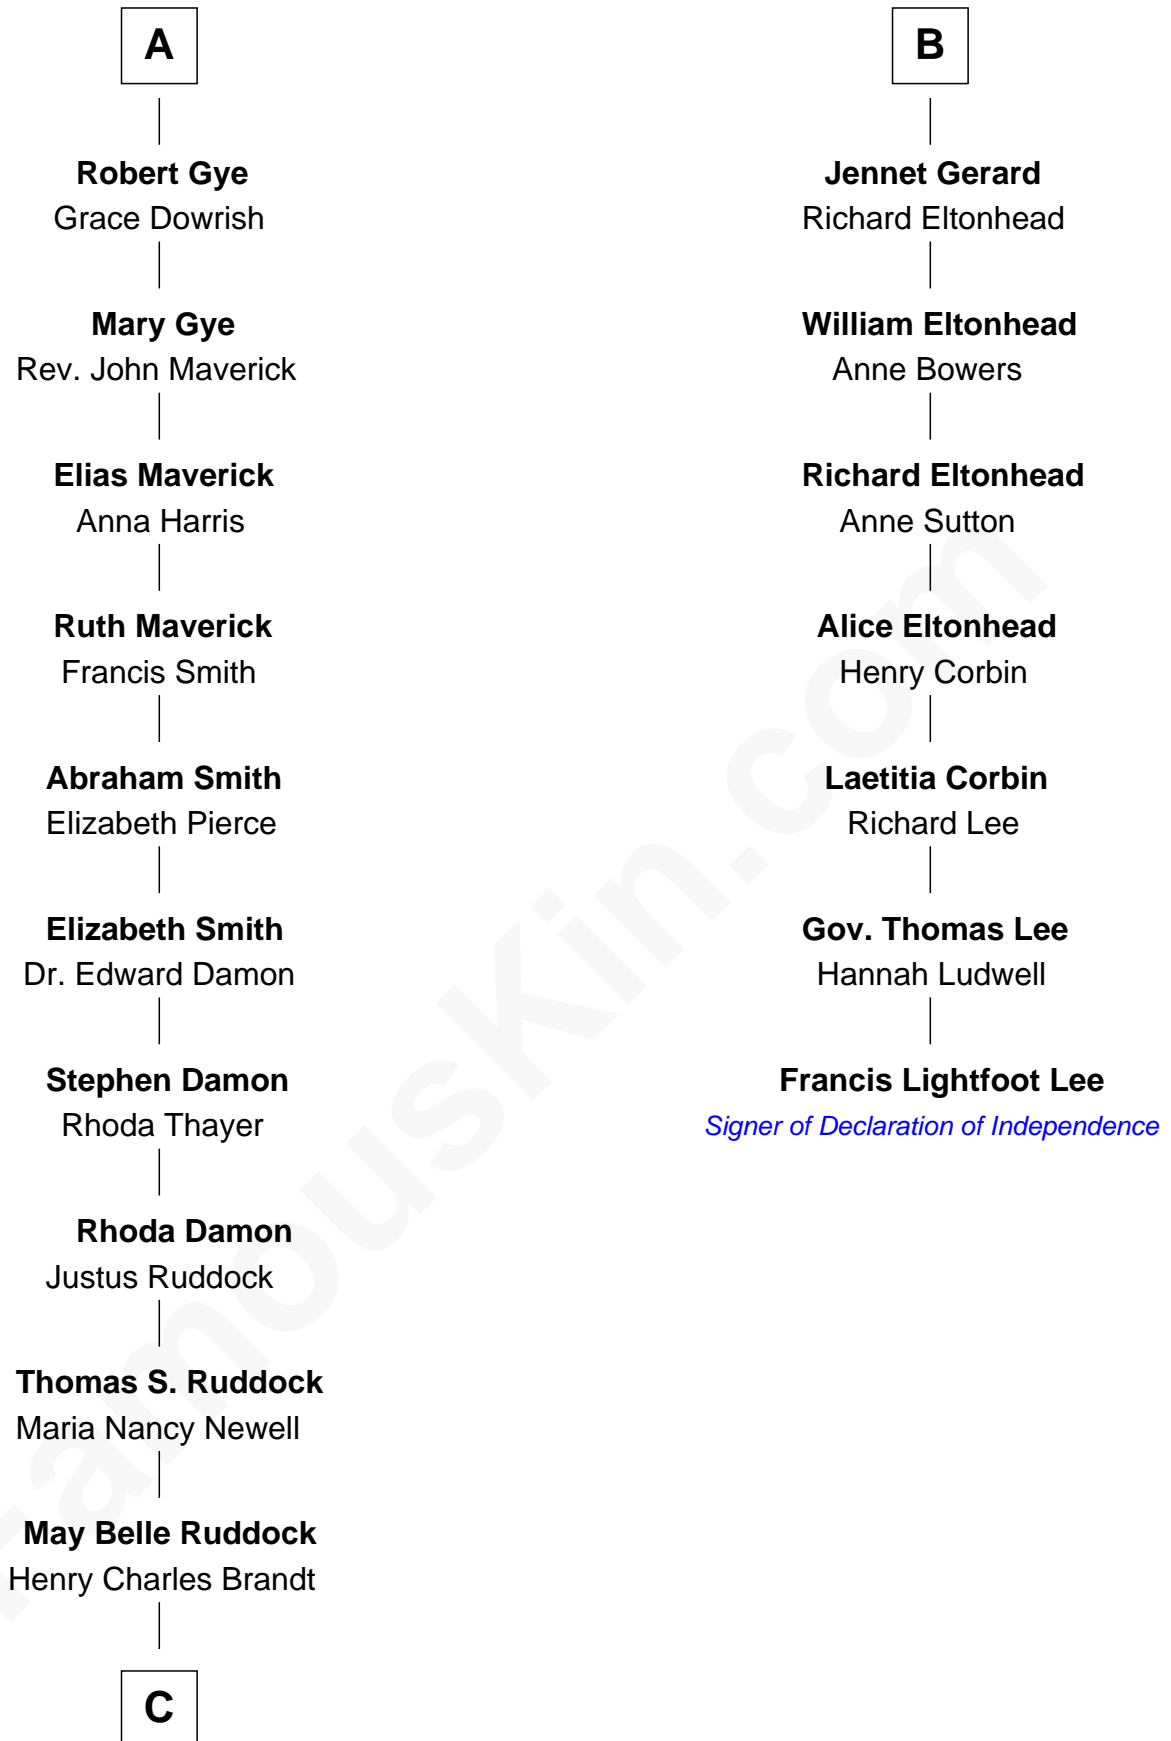 A
Robert Gye
Grace Dowrish
Mary Gye
Rev. John Maverick
Elias Maverick
Anna Harris
Ruth Maverick
Francis Smith
Abraham Smith
Elizabeth Pierce
Elizabeth Smith
Dr. Edward Damon
Stephen Damon
Rhoda Thayer
Rhoda Damon
Justus Ruddock
Thomas S. Ruddock
Maria Nancy Newell
May Belle Ruddock
Henry Charles Brandt
C
B
Jennet Gerard
Richard Eltonhead
William Eltonhead
Anne Bowers
Richard Eltonhead
Anne Sutton
Alice Eltonhead
Henry Corbin
Laetitia Corbin
Richard Lee
Gov. Thomas Lee
Hannah Ludwell
Francis Lightfoot Lee
Signer of Declaration of Independence
FamousKin.com